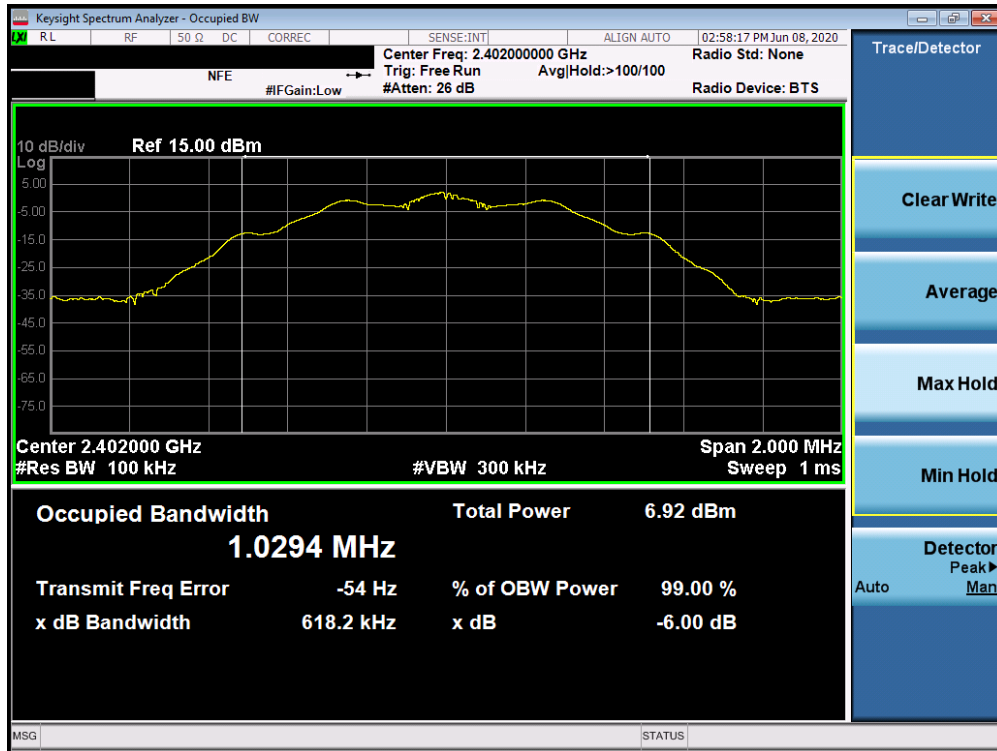 Keysight Spectrum Analyzer - Occupied BW
LXI RL RF 50 Ω DC CORREC SENSE:INT ALIGN AUTO 02:58:17 PM Jun 08, 2020
Center Freq: 2.402000000 GHz Radio Std: None
NFE Trig: Free Run Avg|Hold:>100/100
#IFGain:Low #Atten: 26 dB Radio Device: BTS
Trace/Detector
10 dB/div Ref 15.00 dBm
Log
5.00
-5.00
-15.0
-25.0
-35.0
-45.0
-55.0
-65.0
-75.0
Center 2.402000 GHz Span 2.000 MHz
#Res BW 100 kHz #VBW 300 kHz Sweep 1 ms
Occupied Bandwidth Total Power 6.92 dBm
1.0294 MHz
Transmit Freq Error -54 Hz % of OBW Power 99.00 %
x dB Bandwidth 618.2 kHz x dB -6.00 dB
Clear Write
Average
Max Hold
Min Hold
Detector
Peak▶
Auto Man
MSG STATUS